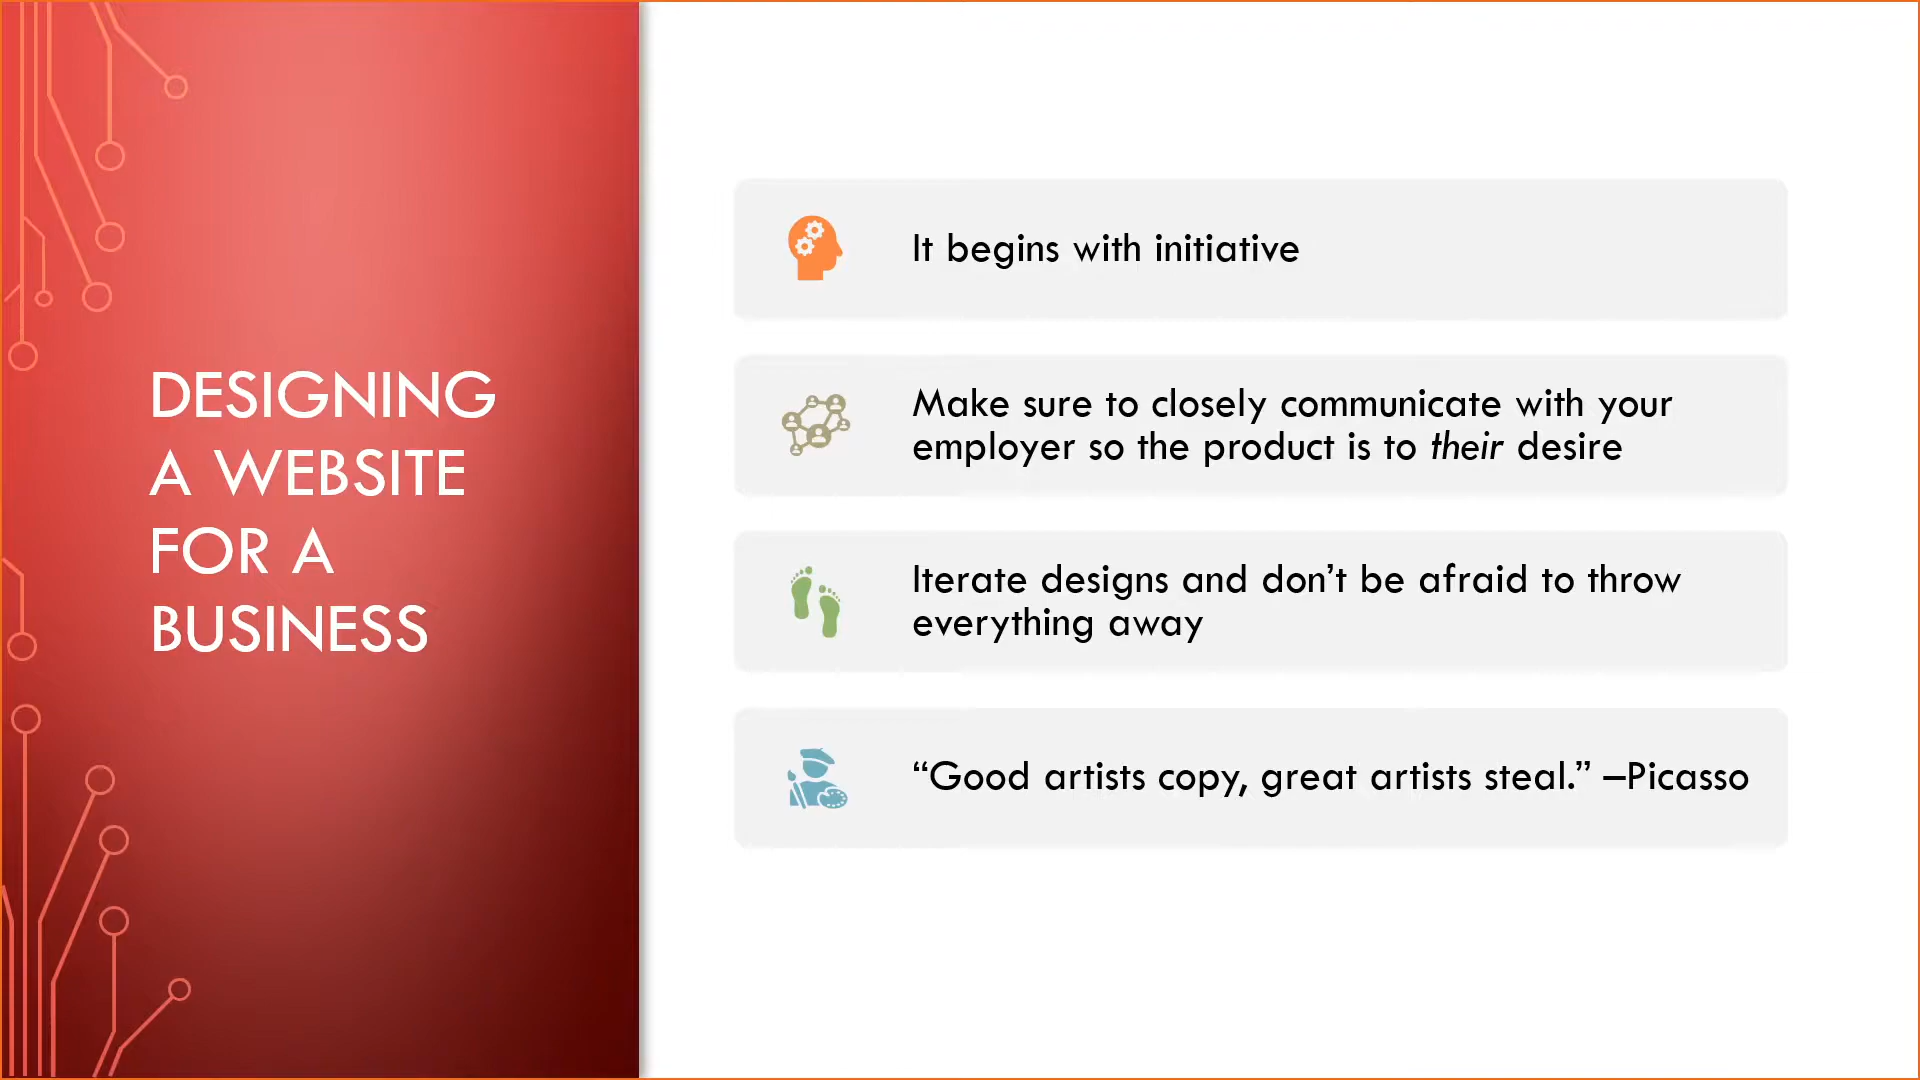 DESIGNING
A WEBSITE
FOR A
BUSINESS
It begins with initiative
Make sure to closely communicate with your
employer so the product is to their desire
Iterate designs and don’t be afraid to throw
everything away
“Good artists copy, great artists steal.” –Picasso